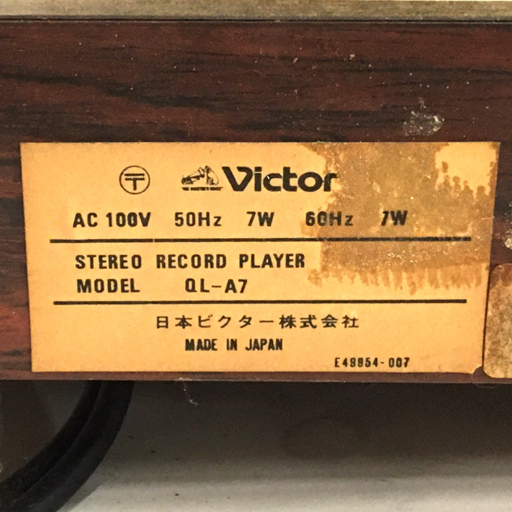 〒 Victor
AC 100V 50Hz 7W 60Hz 7W
STEREO RECORD PLAYER
MODEL QL-A7
日本ビクター株式会社
MADE IN JAPAN
E49854-007